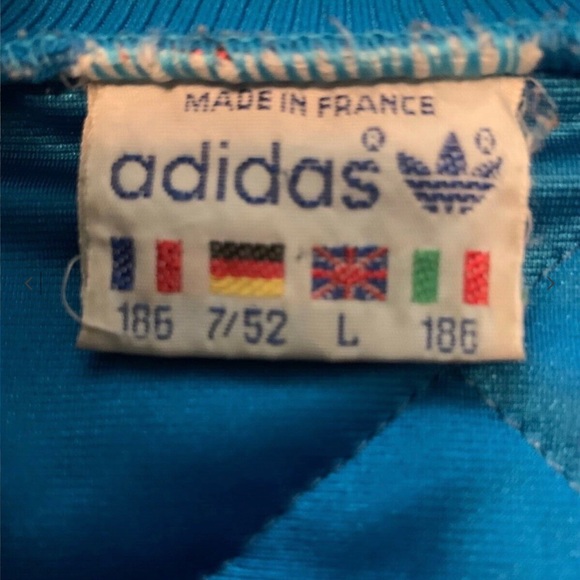 MADE IN FRANCE
adidas® ®
186 7/52 L 186